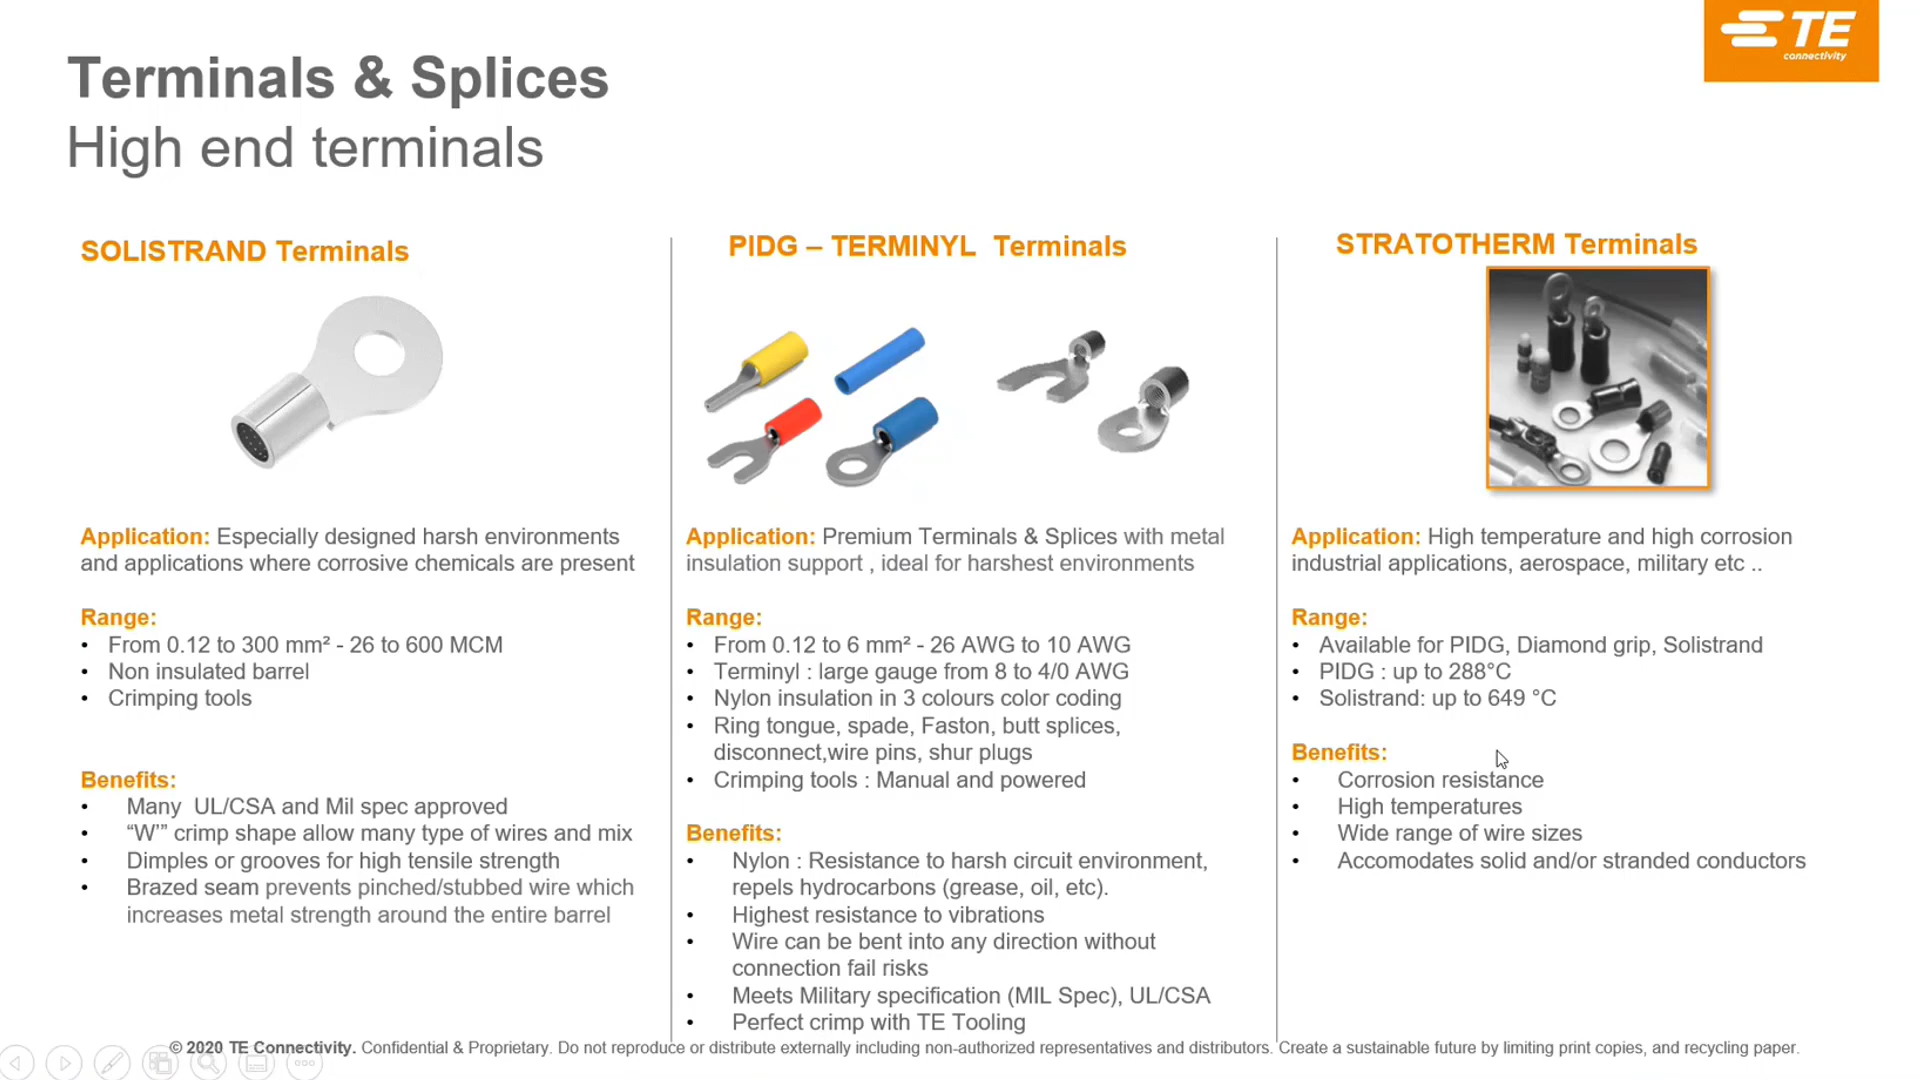 TE
connectivity
Terminals & Splices
High end terminals
SOLISTRAND Terminals
Application: Especially designed harsh environments
and applications where corrosive chemicals are present
Range:
• From 0.12 to 300 mm² - 26 to 600 MCM
• Non insulated barrel
• Crimping tools
Benefits:
• Many UL/CSA and Mil spec approved
• “W’” crimp shape allow many type of wires and mix
• Dimples or grooves for high tensile strength
• Brazed seam prevents pinched/stubbed wire which
increases metal strength around the entire barrel
PIDG – TERMINYL Terminals
Application: Premium Terminals & Splices with metal
insulation support , ideal for harshest environments
Range:
• From 0.12 to 6 mm² - 26 AWG to 10 AWG
• Terminyl : large gauge from 8 to 4/0 AWG
• Nylon insulation in 3 colours color coding
• Ring tongue, spade, Faston, butt splices,
disconnect,wire pins, shur plugs
• Crimping tools : Manual and powered
Benefits:
• Nylon : Resistance to harsh circuit environment,
repels hydrocarbons (grease, oil, etc).
• Highest resistance to vibrations
• Wire can be bent into any direction without
connection fail risks
• Meets Military specification (MIL Spec), UL/CSA
• Perfect crimp with TE Tooling
STRATOTHERM Terminals
Application: High temperature and high corrosion
industrial applications, aerospace, military etc ..
Range:
• Available for PIDG, Diamond grip, Solistrand
• PIDG : up to 288°C
• Solistrand: up to 649 °C
Benefits:
• Corrosion resistance
• High temperatures
• Wide range of wire sizes
• Accomodates solid and/or stranded conductors
© 2020 TE Connectivity. Confidential & Proprietary. Do not reproduce or distribute externally including non-authorized representatives and distributors. Create a sustainable future by limiting print copies, and recycling paper.